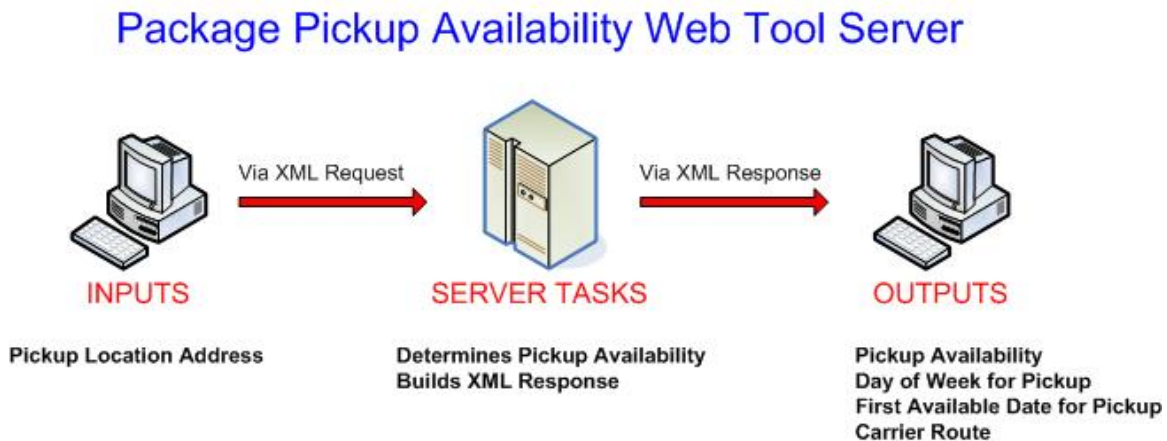 Package Pickup Availability Web Tool Server
Via XML Request
Via XML Response
INPUTS
SERVER TASKS
OUTPUTS
Pickup Location Address
Determines Pickup Availability
Builds XML Response
Pickup Availability
Day of Week for Pickup
First Available Date for Pickup
Carrier Route